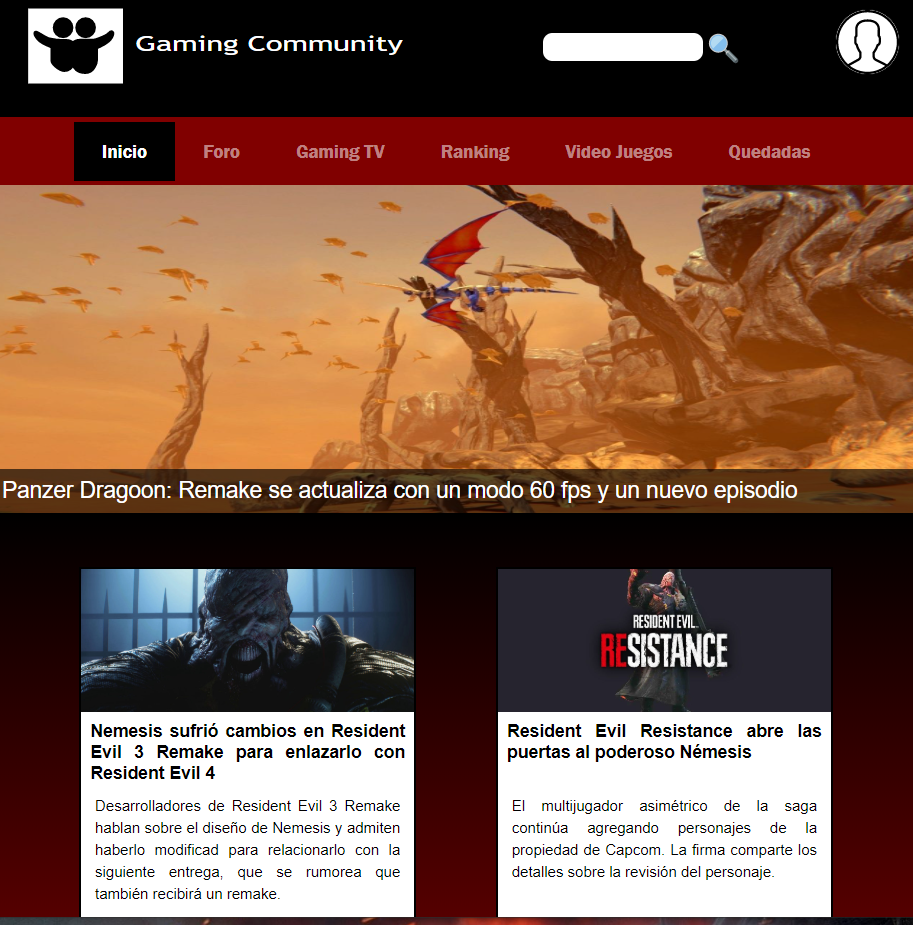 Gaming Community
Inicio Foro Gaming TV Ranking Video Juegos Quedadas
Panzer Dragoon: Remake se actualiza con un modo 60 fps y un nuevo episodio
Nemesis sufrió cambios en Resident
Evil 3 Remake para enlazarlo con
Resident Evil 4
Desarrolladores de Resident Evil 3 Remake
hablan sobre el diseño de Nemesis y admiten
haberlo modificad para relacionarlo con la
siguiente entrega, que se rumorea que
también recibirá un remake.
RESIDENT EVIL
RESISTANCE
Resident Evil Resistance abre las
puertas al poderoso Némesis
El multijugador asimétrico de la saga
continúa agregando personajes de la
propiedad de Capcom. La firma comparte los
detalles sobre la revisión del personaje.